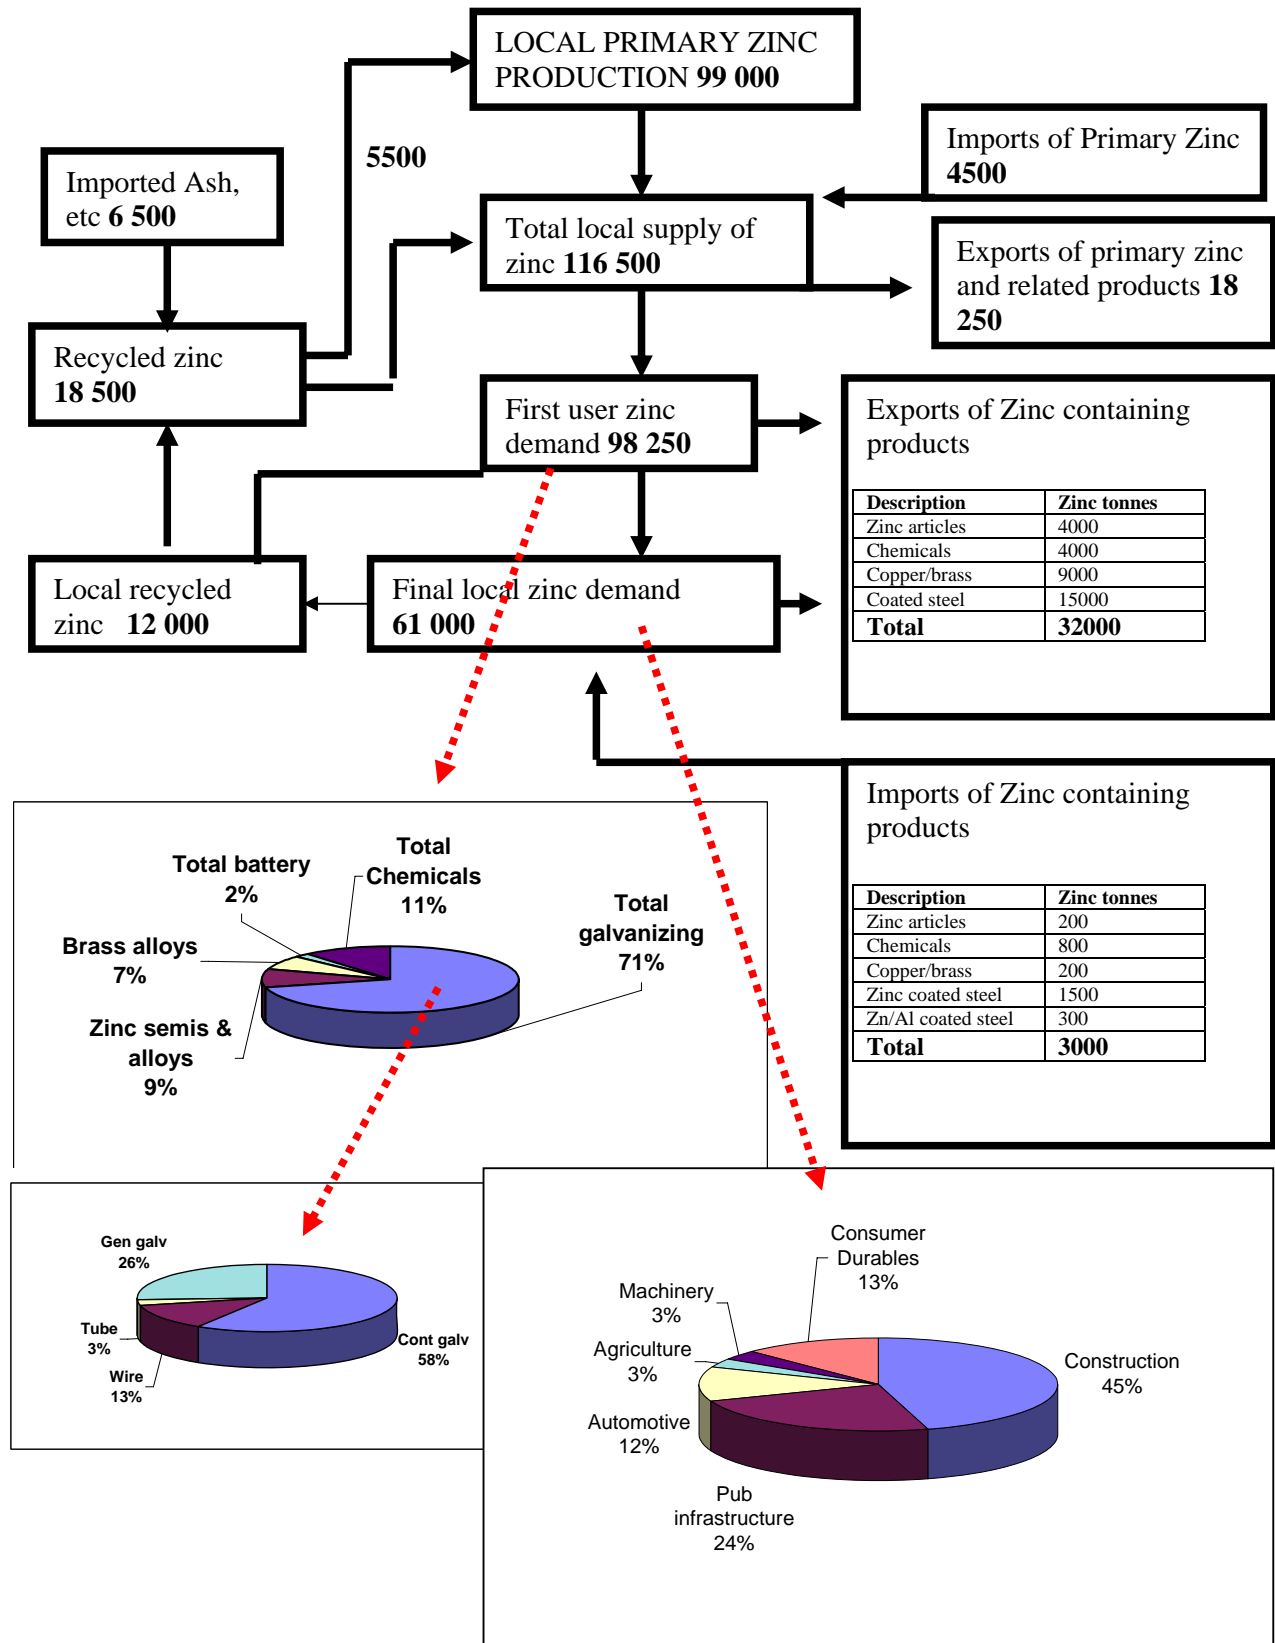 LOCAL PRIMARY ZINC
PRODUCTION 99 000
5500
Imports of Primary Zinc
4500
Imported Ash,
etc 6 500
Total local supply of
zinc 116 500
Exports of primary zinc
and related products 18
250
Recycled zinc
18 500
First user zinc
demand 98 250
Exports of Zinc containing
products
Description Zinc tonnes
Zinc articles 4000
Chemicals 4000
Copper/brass 9000
Coated steel 15000
Total 32000
Local recycled
zinc 12 000
Final local zinc demand
61 000
Imports of Zinc containing
products
Description Zinc tonnes
Zinc articles 200
Chemicals 800
Copper/brass 200
Zinc coated steel 1500
Zn/Al coated steel 300
Total 3000
Total battery
2%
Total
Chemicals
11%
Total
galvanizing
71%
Brass alloys
7%
Zinc semis &
alloys
9%
Gen galv
26%
Tube
3%
Wire
13%
Cont galv
58%
Consumer
Durables
13%
Machinery
3%
Agriculture
3%
Automotive
12%
Pub
infrastructure
24%
Construction
45%